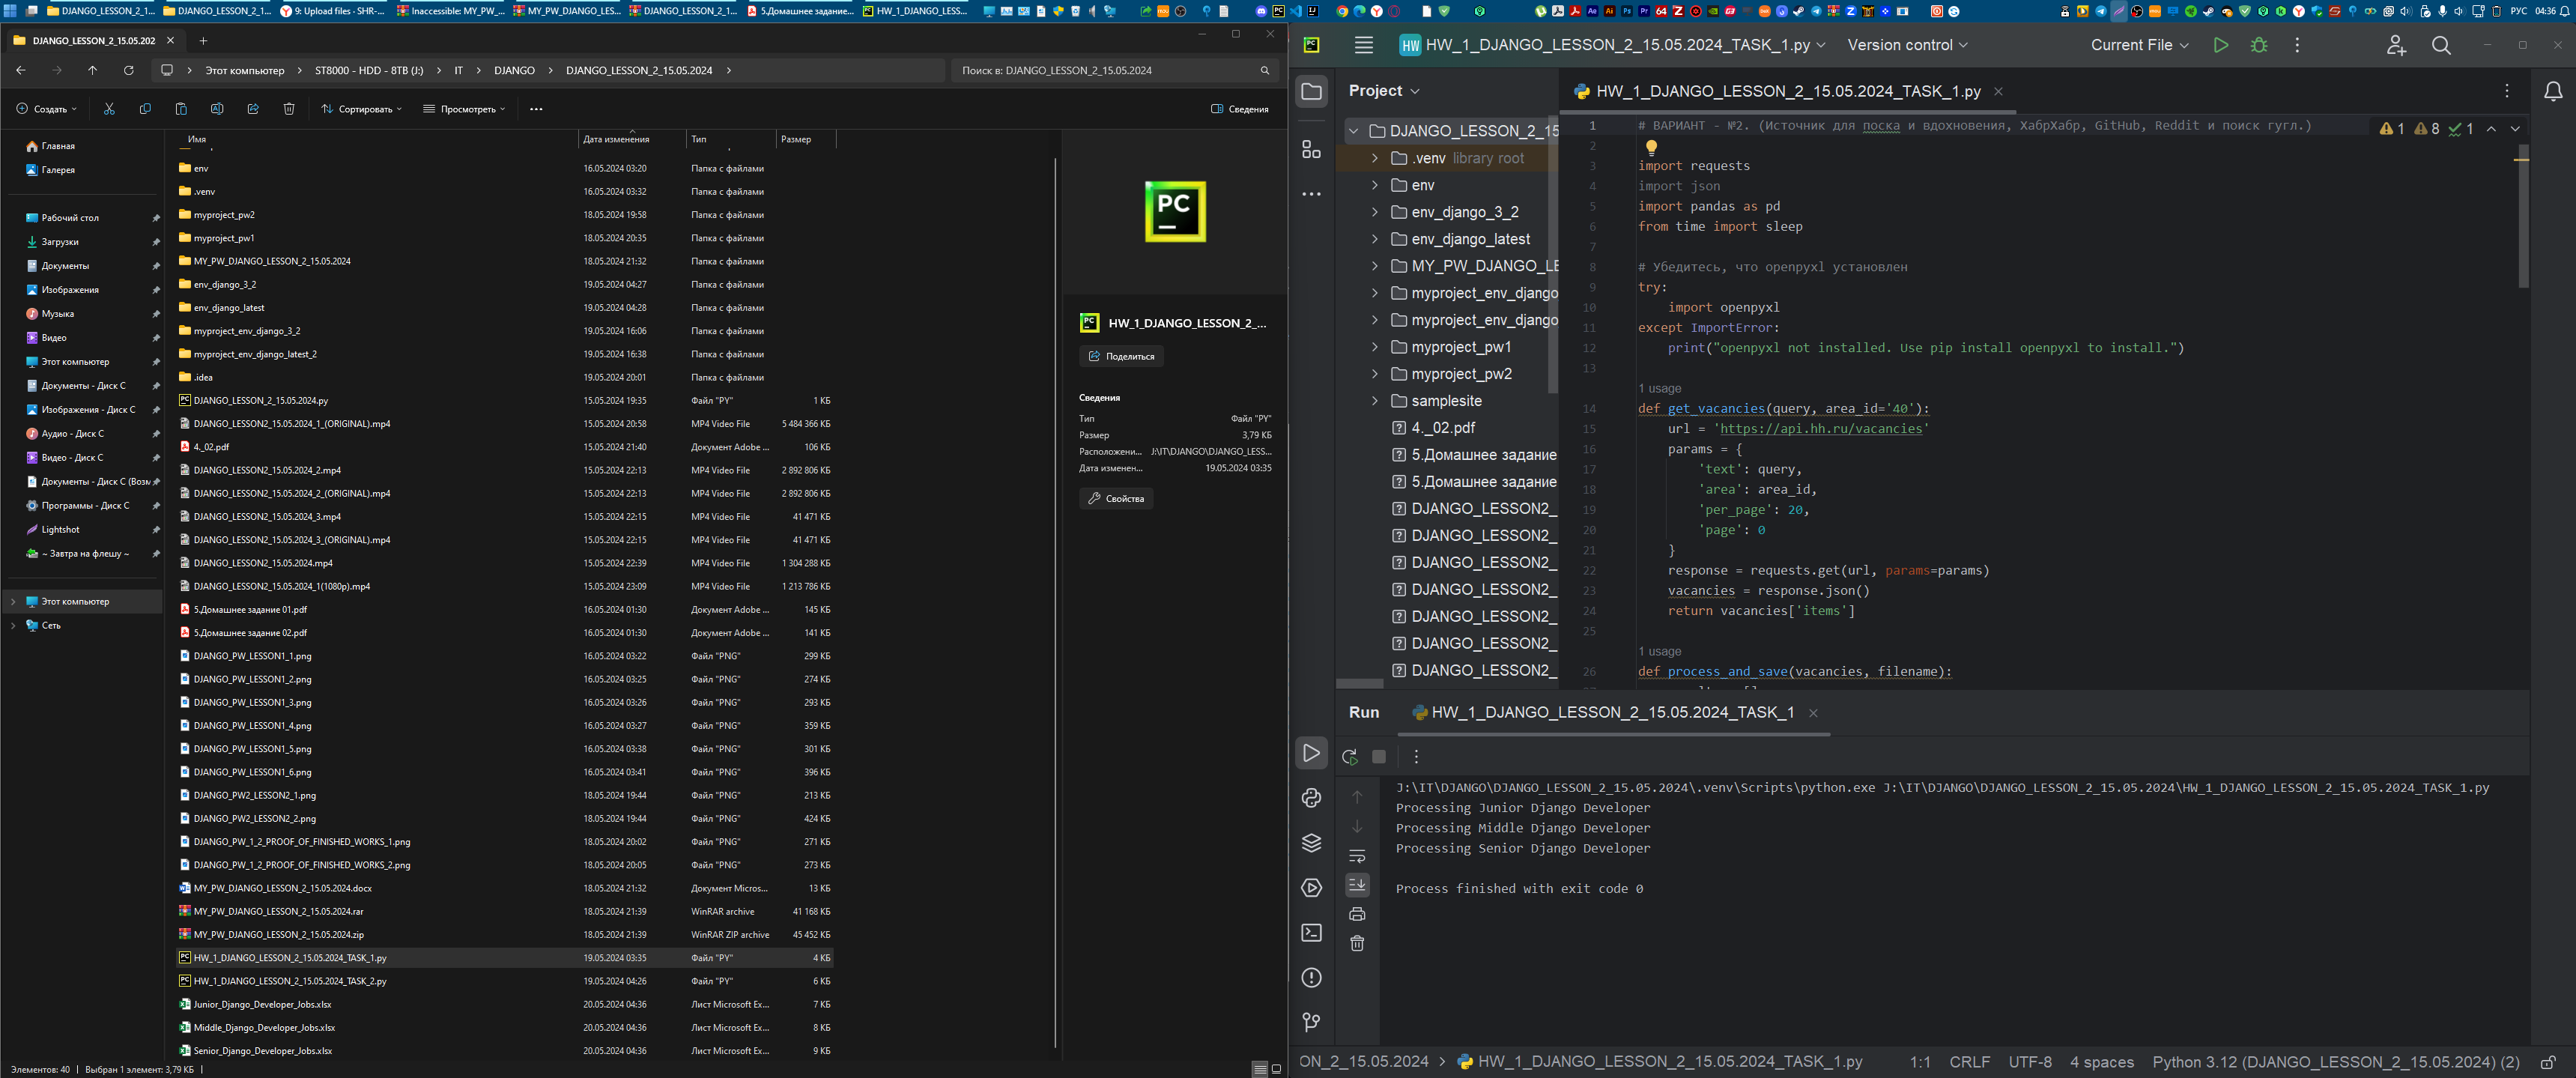 DJANGO_LESSON_2_1...
DJANGO_LESSON_2_1...
9: Upload files - SHR-...
Inaccessible: MY_PW_...
MY_PW_DJANGO_LES...
DJANGO_LESSON_2_1...
5.Домашнее задание...
HW_1_DJANGO_LESS...
РУС
04:36
DJANGO_LESSON_2_15.05.202
Этот компьютер > ST8000 - HDD - 8TB (J:) > IT > DJANGO > DJANGO_LESSON_2_15.05.2024 >
Поиск в: DJANGO_LESSON_2_15.05.2024
Создать
Сортировать
Просмотреть
Сведения
Имя Дата изменения Тип Размер
Главная
Галерея
Рабочий стол
Загрузки
Документы
Изображения
Музыка
Видео
Этот компьютер
Документы - Диск C
Изображения - Диск C
Аудио - Диск C
Видео - Диск C
Документы - Диск C (Возм
Программы - Диск C
Lightshot
~ Завтра на флешу ~
Этот компьютер
Сеть
env 16.05.2024 03:20 Папка с файлами
.venv 16.05.2024 03:32 Папка с файлами
myproject_pw2 18.05.2024 19:58 Папка с файлами
myproject_pw1 18.05.2024 20:35 Папка с файлами
MY_PW_DJANGO_LESSON_2_15.05.2024 18.05.2024 21:32 Папка с файлами
env_django_3_2 19.05.2024 04:27 Папка с файлами
env_django_latest 19.05.2024 04:28 Папка с файлами
myproject_env_django_3_2 19.05.2024 16:06 Папка с файлами
myproject_env_django_latest_2 19.05.2024 16:38 Папка с файлами
.idea 19.05.2024 20:01 Папка с файлами
DJANGO_LESSON_2_15.05.2024.py 15.05.2024 19:35 Файл "PY" 1 КБ
DJANGO_LESSON2_15.05.2024_1_(ORIGINAL).mp4 15.05.2024 20:58 MP4 Video File 5 484 366 КБ
4._02.pdf 15.05.2024 21:40 Документ Adobe ... 106 КБ
DJANGO_LESSON2_15.05.2024_2.mp4 15.05.2024 22:13 MP4 Video File 2 892 806 КБ
DJANGO_LESSON2_15.05.2024_2_(ORIGINAL).mp4 15.05.2024 22:13 MP4 Video File 2 892 806 КБ
DJANGO_LESSON2_15.05.2024_3.mp4 15.05.2024 22:15 MP4 Video File 41 471 КБ
DJANGO_LESSON2_15.05.2024_3_(ORIGINAL).mp4 15.05.2024 22:15 MP4 Video File 41 471 КБ
DJANGO_LESSON2_15.05.2024.mp4 15.05.2024 22:39 MP4 Video File 1 304 288 КБ
DJANGO_LESSON2_15.05.2024_1(1080p).mp4 15.05.2024 23:09 MP4 Video File 1 213 786 КБ
5.Домашнее задание 01.pdf 16.05.2024 01:30 Документ Adobe ... 145 КБ
5.Домашнее задание 02.pdf 16.05.2024 01:30 Документ Adobe ... 141 КБ
DJANGO_PW_LESSON1_1.png 16.05.2024 03:22 Файл "PNG" 299 КБ
DJANGO_PW_LESSON1_2.png 16.05.2024 03:25 Файл "PNG" 274 КБ
DJANGO_PW_LESSON1_3.png 16.05.2024 03:26 Файл "PNG" 293 КБ
DJANGO_PW_LESSON1_4.png 16.05.2024 03:27 Файл "PNG" 359 КБ
DJANGO_PW_LESSON1_5.png 16.05.2024 03:38 Файл "PNG" 301 КБ
DJANGO_PW_LESSON1_6.png 16.05.2024 03:41 Файл "PNG" 396 КБ
DJANGO_PW2_LESSON2_1.png 18.05.2024 19:44 Файл "PNG" 213 КБ
DJANGO_PW2_LESSON2_2.png 18.05.2024 19:44 Файл "PNG" 424 КБ
DJANGO_PW_1_2_PROOF_OF_FINISHED_WORKS_1.png 18.05.2024 20:02 Файл "PNG" 271 КБ
DJANGO_PW_1_2_PROOF_OF_FINISHED_WORKS_2.png 18.05.2024 20:05 Файл "PNG" 273 КБ
MY_PW_DJANGO_LESSON_2_15.05.2024.docx 18.05.2024 21:32 Документ Micros... 13 КБ
MY_PW_DJANGO_LESSON_2_15.05.2024.rar 18.05.2024 21:39 WinRAR archive 41 168 КБ
MY_PW_DJANGO_LESSON_2_15.05.2024.zip 18.05.2024 21:39 WinRAR ZIP archive 45 452 КБ
HW_1_DJANGO_LESSON_2_15.05.2024_TASK_1.py 19.05.2024 03:35 Файл "PY" 4 КБ
HW_1_DJANGO_LESSON_2_15.05.2024_TASK_2.py 19.05.2024 04:26 Файл "PY" 6 КБ
Junior_Django_Developer_Jobs.xlsx 20.05.2024 04:36 Лист Microsoft Ex... 7 КБ
Middle_Django_Developer_Jobs.xlsx 20.05.2024 04:36 Лист Microsoft Ex... 8 КБ
Senior_Django_Developer_Jobs.xlsx 20.05.2024 04:36 Лист Microsoft Ex... 9 КБ
PC
HW_1_DJANGO_LESSON_2_...
Поделиться
Сведения
Тип Файл "PY"
Размер 3,79 КБ
Расположени... J:\IT\DJANGO\DJANGO_LESS...
Дата изменен... 19.05.2024 03:35
Свойства
Элементов: 40 | Выбран 1 элемент: 3,79 КБ |
HW HW_1_DJANGO_LESSON_2_15.05.2024_TASK_1.py
Version control
Current File
Project
DJANGO_LESSON_2_15
.venv library root
env
env_django_3_2
env_django_latest
MY_PW_DJANGO_LE
myproject_env_django
myproject_env_django
myproject_pw1
myproject_pw2
samplesite
4._02.pdf
5.Домашнее задание
5.Домашнее задание
DJANGO_LESSON2_
DJANGO_LESSON2_
DJANGO_LESSON2_
DJANGO_LESSON2_
DJANGO_LESSON2_
DJANGO_LESSON2_
DJANGO_LESSON2_
HW_1_DJANGO_LESSON_2_15.05.2024_TASK_1.py
1 8 1
1 # ВАРИАНТ - №2. (Источник для поска и вдохновения, ХабрХабр, GitHub, Reddit и поиск гугл.)
2
3 import requests
4 import json
5 import pandas as pd
6 from time import sleep
7
8 # Убедитесь, что openpyxl установлен
9 try:
10 import openpyxl
11 except ImportError:
12 print("openpyxl not installed. Use pip install openpyxl to install.")
13
1 usage
14 def get_vacancies(query, area_id='40'):
15 url = 'https://api.hh.ru/vacancies'
16 params = {
17 'text': query,
18 'area': area_id,
19 'per_page': 20,
20 'page': 0
21 }
22 response = requests.get(url, params=params)
23 vacancies = response.json()
24 return vacancies['items']
25
1 usage
26 def process_and_save(vacancies, filename):
Run HW_1_DJANGO_LESSON_2_15.05.2024_TASK_1
J:\IT\DJANGO\DJANGO_LESSON_2_15.05.2024\.venv\Scripts\python.exe J:\IT\DJANGO\DJANGO_LESSON_2_15.05.2024\HW_1_DJANGO_LESSON_2_15.05.2024_TASK_1.py
Processing Junior Django Developer
Processing Middle Django Developer
Processing Senior Django Developer
Process finished with exit code 0
ON_2_15.05.2024 > HW_1_DJANGO_LESSON_2_15.05.2024_TASK_1.py
1:1 CRLF UTF-8 4 spaces Python 3.12 (DJANGO_LESSON_2_15.05.2024) (2)